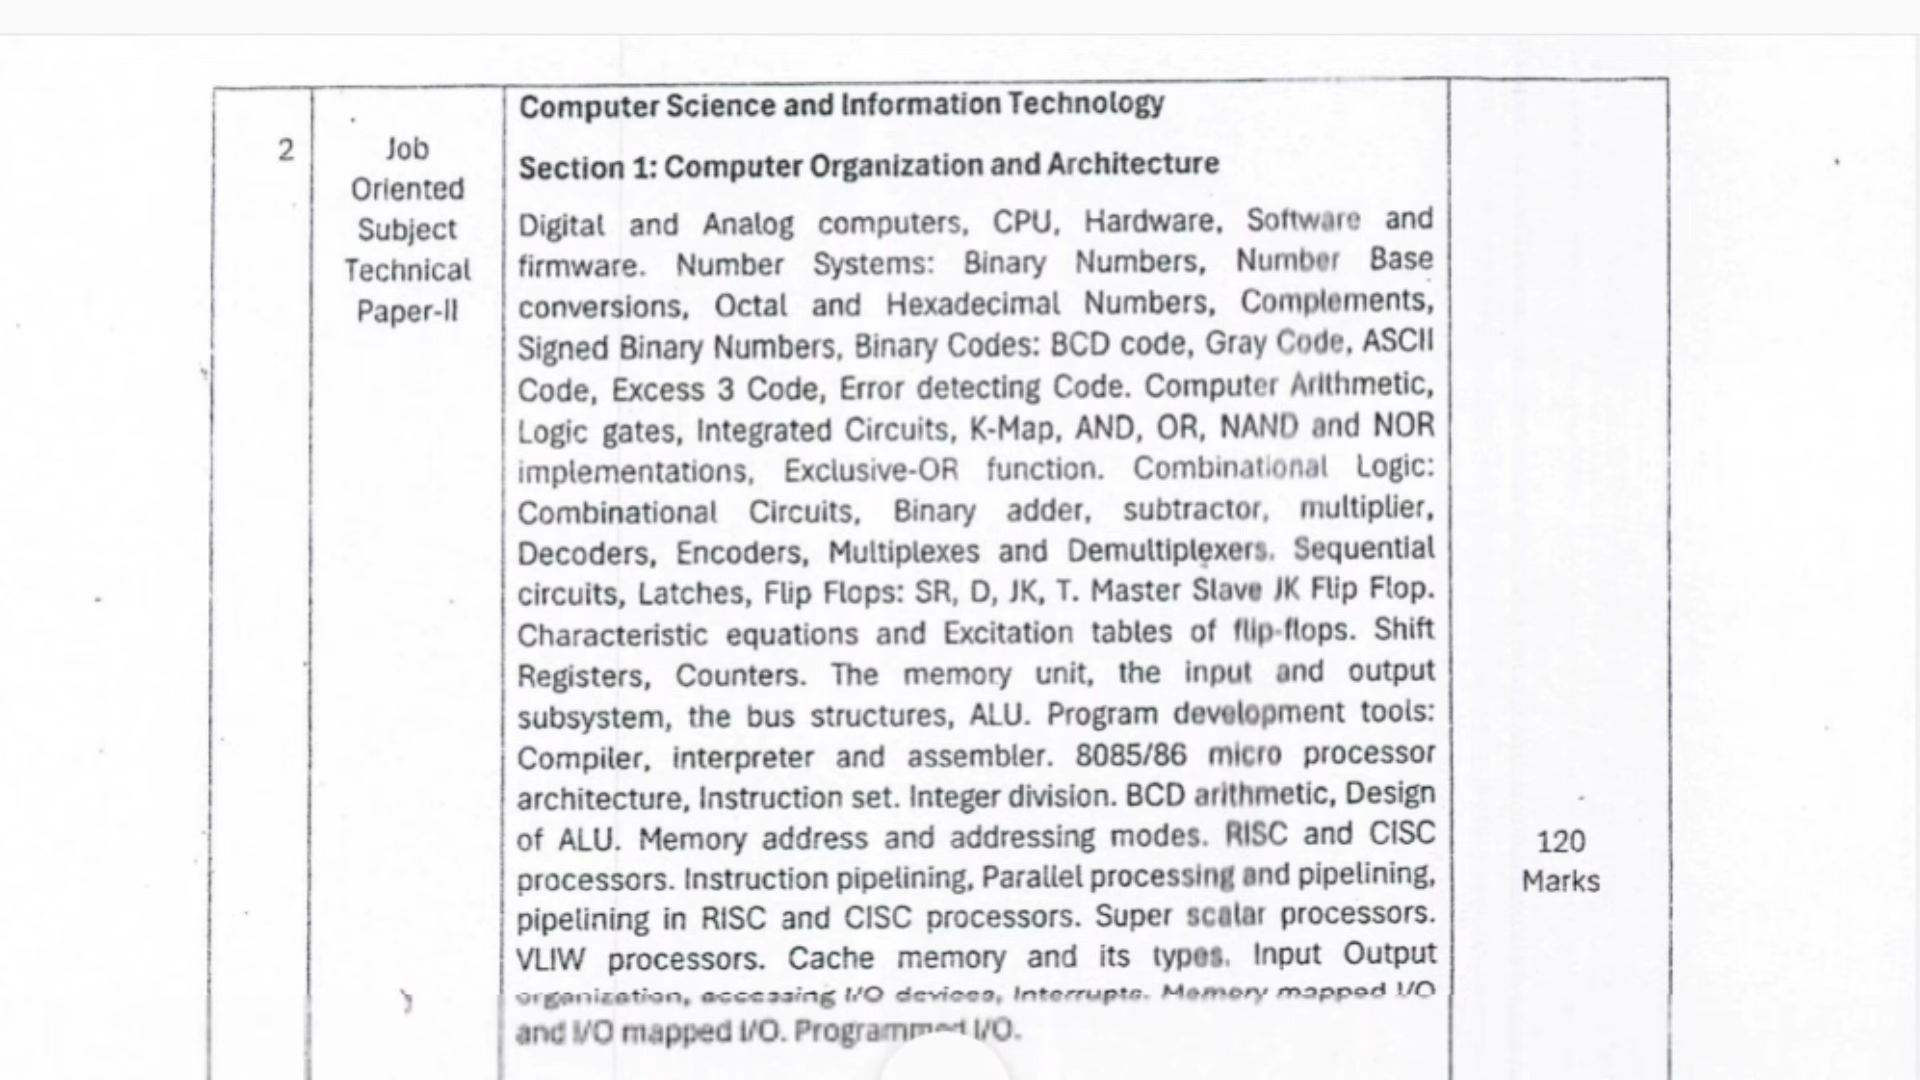 Computer Science and Information Technology
2
Job
Oriented
Subject
Technical
Paper-II
Section 1: Computer Organization and Architecture
Digital and Analog computers, CPU, Hardware, Software and
firmware. Number Systems: Binary Numbers, Number Base
conversions, Octal and Hexadecimal Numbers, Complements,
Signed Binary Numbers, Binary Codes: BCD code, Gray Code, ASCII
Code, Excess 3 Code, Error detecting Code. Computer Arithmetic,
Logic gates, Integrated Circuits, K-Map, AND, OR, NAND and NOR
implementations, Exclusive-OR function. Combinational Logic:
Combinational Circuits, Binary adder, subtractor, multiplier,
Decoders, Encoders, Multiplexes and Demultiplexers. Sequential
circuits, Latches, Flip Flops: SR, D, JK, T. Master Slave JK Flip Flop.
Characteristic equations and Excitation tables of flip-flops. Shift
Registers, Counters. The memory unit, the input and output
subsystem, the bus structures, ALU. Program development tools:
Compiler, interpreter and assembler. 8085/86 micro processor
architecture, Instruction set. Integer division. BCD arithmetic, Design
of ALU. Memory address and addressing modes. RISC and CISC
processors. Instruction pipelining, Parallel processing and pipelining,
pipelining in RISC and CISC processors. Super scalar processors.
VLIW processors. Cache memory and its types. Input Output
organization, accessing I/O devices, Interrupts. Memory mapped I/O
and I/O mapped I/O. Programmed I/O.
120
Marks